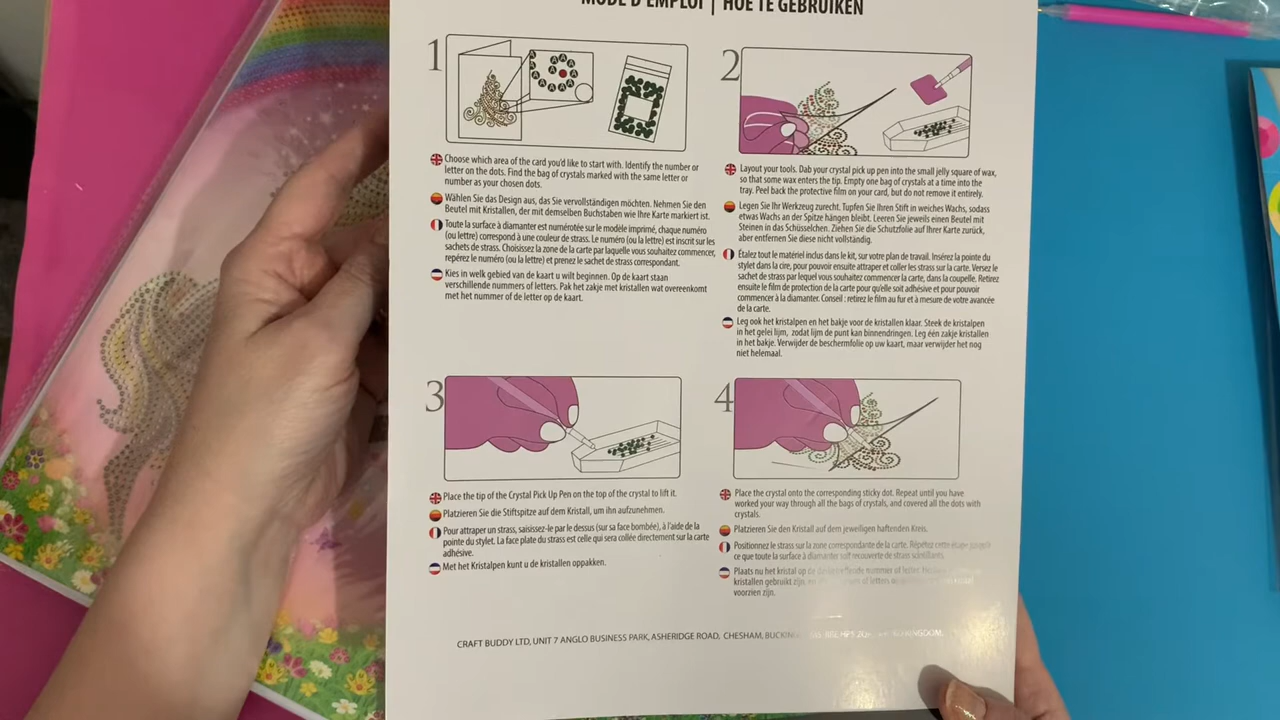 MODE D'EMPLOI | HOE TE GEBRUIKEN
1
Choose which area of the card you'd like to start with. Identify the number or
letter on the dots. Find the bag of crystals marked with the same letter or
number as your chosen dots.
Wählen Sie das Design aus, das Sie vervollständigen möchten. Nehmen Sie den
Beutel mit Kristallen, der mit demselben Buchstaben wie Ihre Karte markiert ist.
Toute la surface à diamanter est numérotée sur le modèle imprimé, chaque numéro
(ou lettre) correspond à une couleur de strass. Le numéro (ou la lettre) est inscrit sur les
sachets de strass. Choisissez la zone de la carte par laquelle vous souhaitez commencer,
repérez le numéro (ou la lettre) et prenez le sachet de strass correspondant.
Kies in welk gebied van de kaart u wilt beginnen. Op de kaart staan
verschillende nummers of letters. Pak het zakje met kristallen wat overeenkomt
met het nummer of de letter op de kaart.
2
Layout your tools. Dab your crystal pick up pen into the small jelly square of wax,
so that some wax enters the tip. Empty one bag of crystals at a time into the
tray. Peel back the protective film on your card, but do not remove it entirely.
Legen Sie Ihr Werkzeug zurecht. Tupfen Sie Ihren Stift in weiches Wachs, sodass
etwas Wachs an der Spitze hängen bleibt. Leeren Sie jeweils einen Beutel mit
Steinen in das Schüsselchen. Ziehen Sie die Schutzfolie auf Ihrer Karte zurück,
aber entfernen Sie diese nicht vollständig.
Étalez tout le matériel inclus dans le kit, sur votre plan de travail. Insérez la pointe du
stylet dans la cire, pour pouvoir ensuite attraper et coller les strass sur la carte. Versez le
sachet de strass par lequel vous souhaitez commencer la carte, dans la coupelle. Retirez
ensuite le film de protection de la carte pour qu'elle soit adhésive et pour pouvoir
commencer à la diamanter. Conseil : retirez le film au fur et à mesure de votre avancée
de la carte.
Leg ook het kristalpen en het bakje voor de kristallen klaar. Steek de kristalpen
in het gelei lijm, zodat lijm de punt kan binnendringen. Leg één zakje kristallen
in het bakje. Verwijder de beschermfolie op uw kaart, maar verwijder het nog
niet helemaal.
3
Place the tip of the Crystal Pick Up Pen on the top of the crystal to lift it.
Platzieren Sie die Stiftspitze auf dem Kristall, um ihn aufzunehmen.
Pour attraper un strass, saisissez-le par le dessus (sur sa face bombée), à l'aide de la
pointe du stylet. La face plate du strass est celle qui sera collée directement sur la carte
adhésive.
Met het Kristalpen kunt u de kristallen oppakken.
4
Place the crystal onto the corresponding sticky dot. Repeat until you have
worked your way through all the bags of crystals, and covered all the dots with
crystals.
Platzieren Sie den Kristall auf dem jeweiligen haftenden Kreis.
Positionnez le strass sur la zone correspondante de la carte. Répétez cette étape jusqu'à
ce que toute la surface à diamanter soit recouverte de strass scintillants.
Plaats nu het kristal op de nummer of letter.
kristallen gebruikt zijn, en of letters
voorzien zijn.
CRAFT BUDDY LTD, UNIT 7 ANGLO BUSINESS PARK, ASHERIDGE ROAD, CHESHAM,